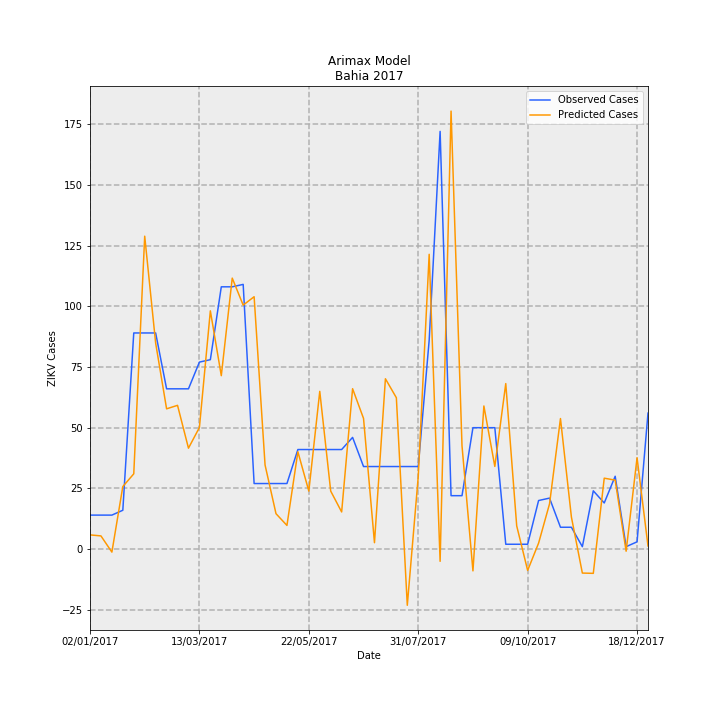 Arimax Model
Bahia 2017
Observed Cases
Predicted Cases
ZIKV Cases
175
150
125
100
75
50
25
0
−25
02/01/2017
13/03/2017
22/05/2017
31/07/2017
09/10/2017
18/12/2017
Date